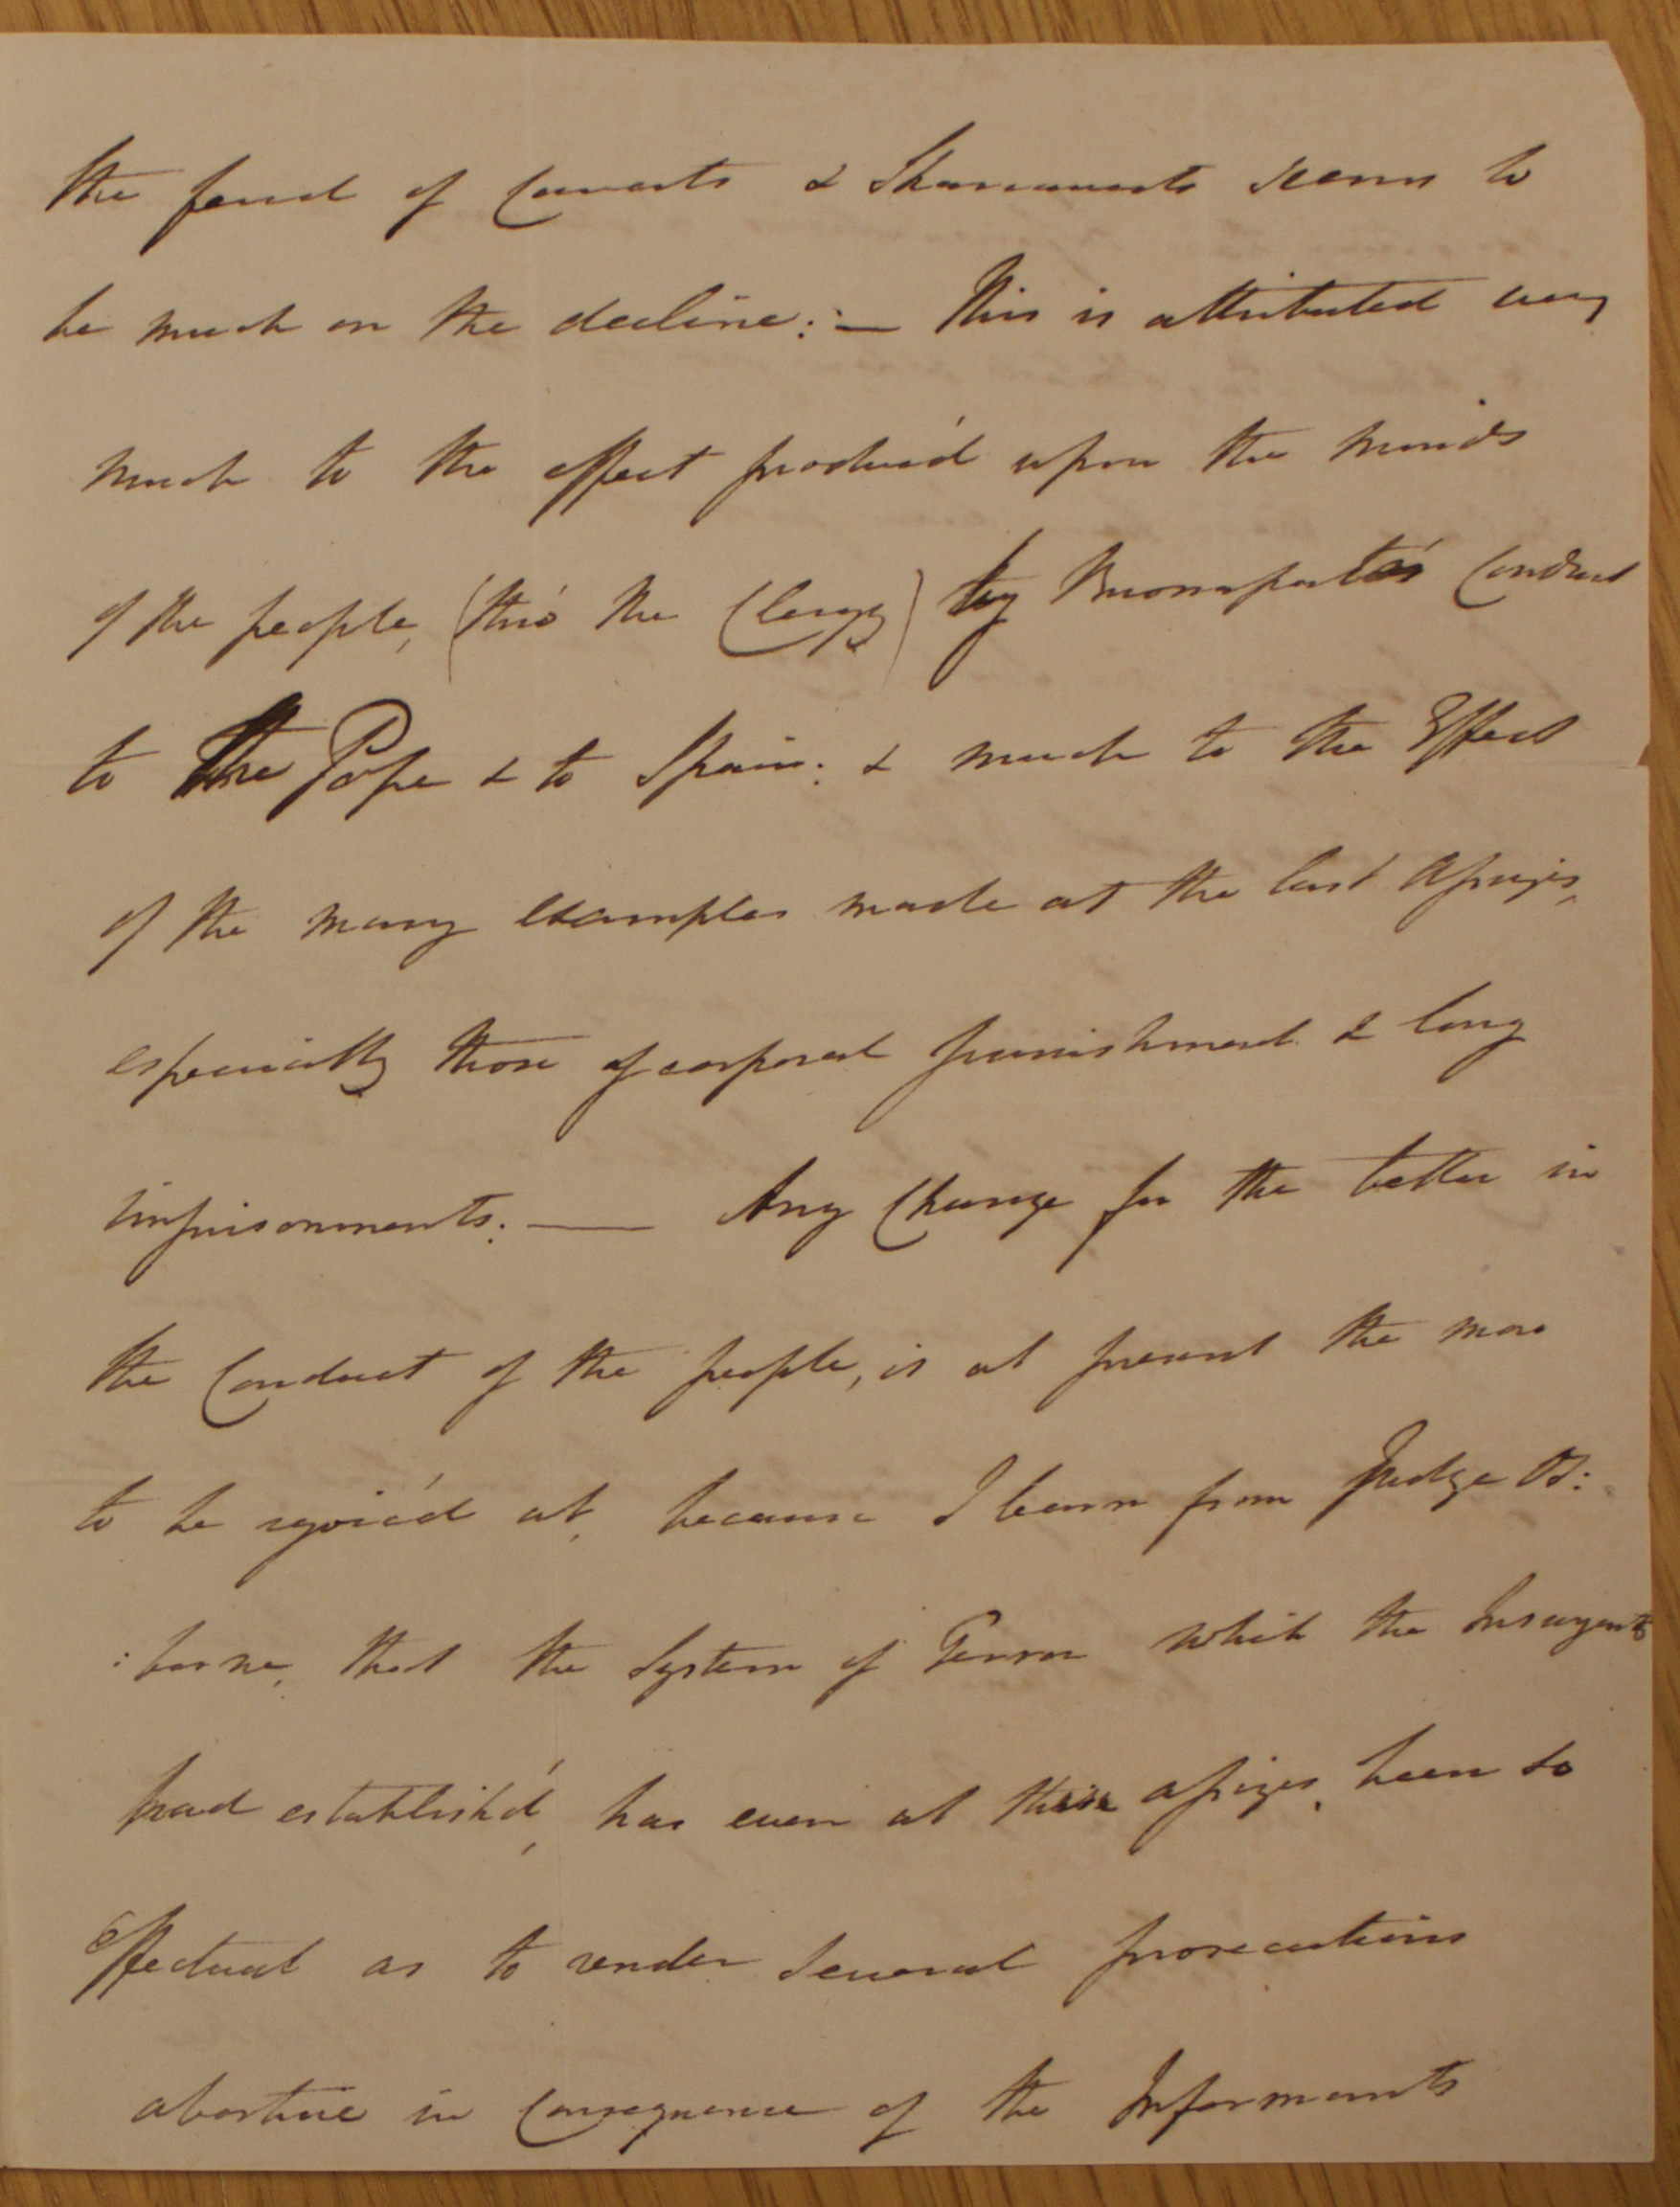 the feud of Caravats & Shanavests seems to
be much on the decline: — This is attributed very
much to the effect produc'd upon the minds
of the people, (thro' the Clergy) by Buonaparte's Conduct
to The Pope & to Spain: & much to the Effect
of the many examples made at the last Assizes,
especially those of corporal punishment & long
imprisonments. — Any Change for the better in
the Conduct of the people, is at present the more
to be rejoic'd at, because I learn from Judge Os:
:borne, that the System of Terror which the Insurgents
had establish'd, has even at these assizes, been so
Effectual as to render several prosecutions
abortive in Consequence of the Informants